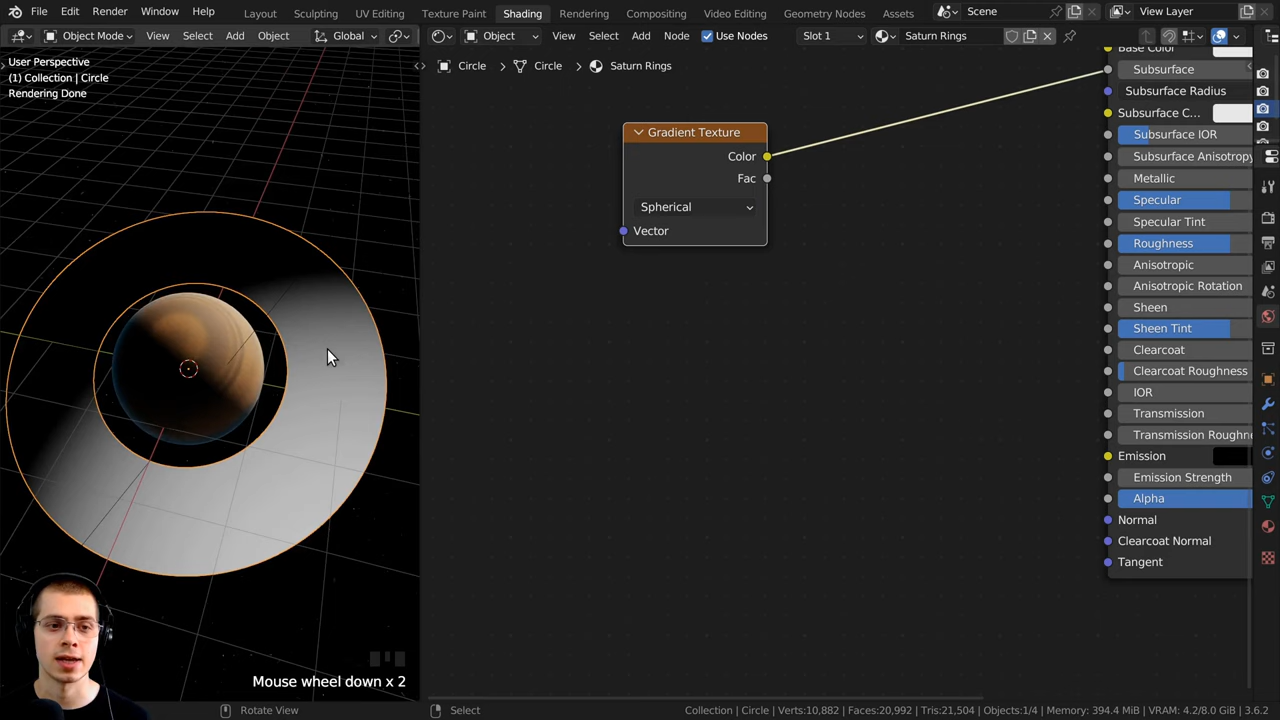 File Edit Render Window Help Layout Sculpting UV Editing Texture Paint Shading Rendering Compositing Video Editing Geometry Nodes Assets Scene View Layer
Object Mode View Select Add Object Global Object View Select Add Node Use Nodes Slot 1 Saturn Rings
User Perspective
(1) Collection | Circle
Rendering Done
Circle > Circle > Saturn Rings
Gradient Texture
Color
Fac
Spherical
Vector
Base Color
Subsurface
Subsurface Radius
Subsurface C...
Subsurface IOR
Subsurface Anisotropy
Metallic
Specular
Specular Tint
Roughness
Anisotropic
Anisotropic Rotation
Sheen
Sheen Tint
Clearcoat
Clearcoat Roughness
IOR
Transmission
Transmission Roughne
Emission
Emission Strength
Alpha
Normal
Clearcoat Normal
Tangent
Mouse wheel down x 2
Rotate View Select Collection | Circle | Verts:10,882 | Faces:20,992 | Tris:21,504 | Objects:1/4 | Memory: 394.4 MiB | VRAM: 4.2/8.0 GiB | 3.6.2